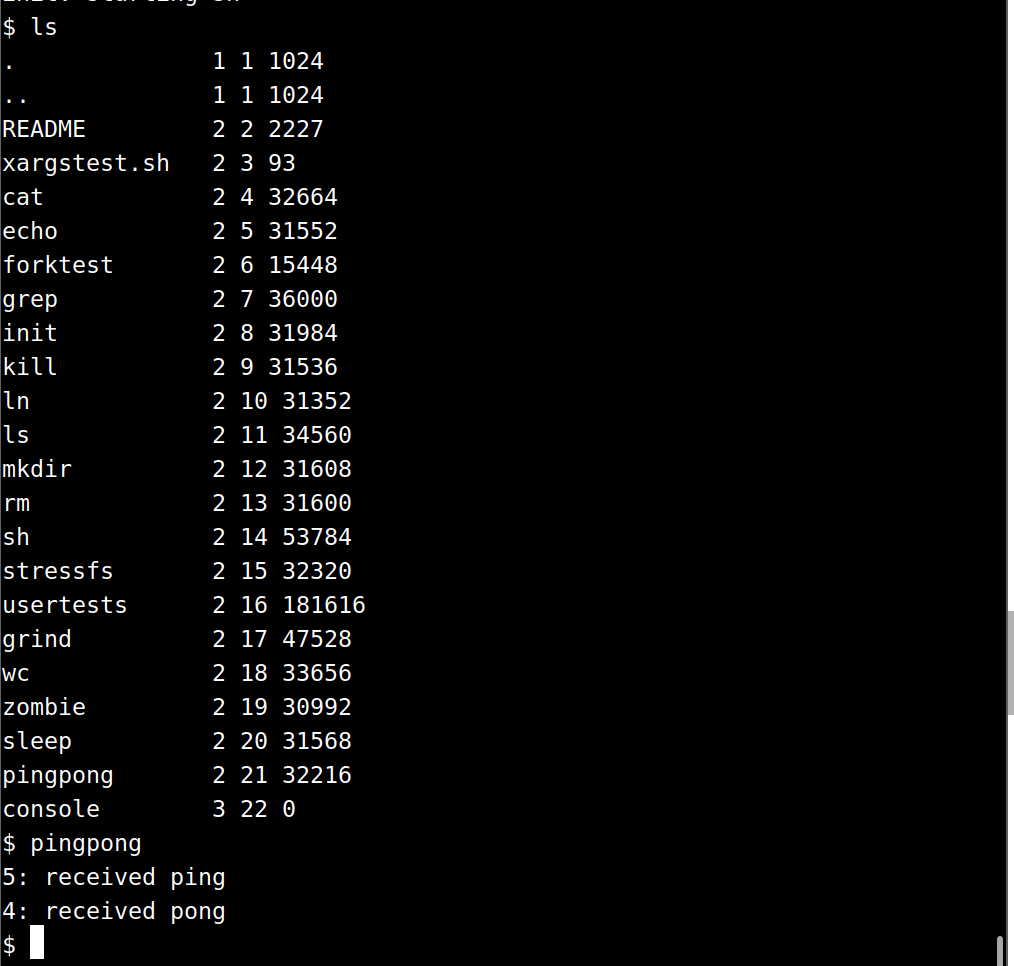 $ ls
.              1 1 1024
..             1 1 1024
README         2 2 2227
xargstest.sh   2 3 93
cat            2 4 32664
echo           2 5 31552
forktest       2 6 15448
grep           2 7 36000
init           2 8 31984
kill           2 9 31536
ln             2 10 31352
ls             2 11 34560
mkdir          2 12 31608
rm             2 13 31600
sh             2 14 53784
stressfs       2 15 32320
usertests      2 16 181616
grind          2 17 47528
wc             2 18 33656
zombie         2 19 30992
sleep          2 20 31568
pingpong       2 21 32216
console        3 22 0
$ pingpong
5: received ping
4: received pong
$